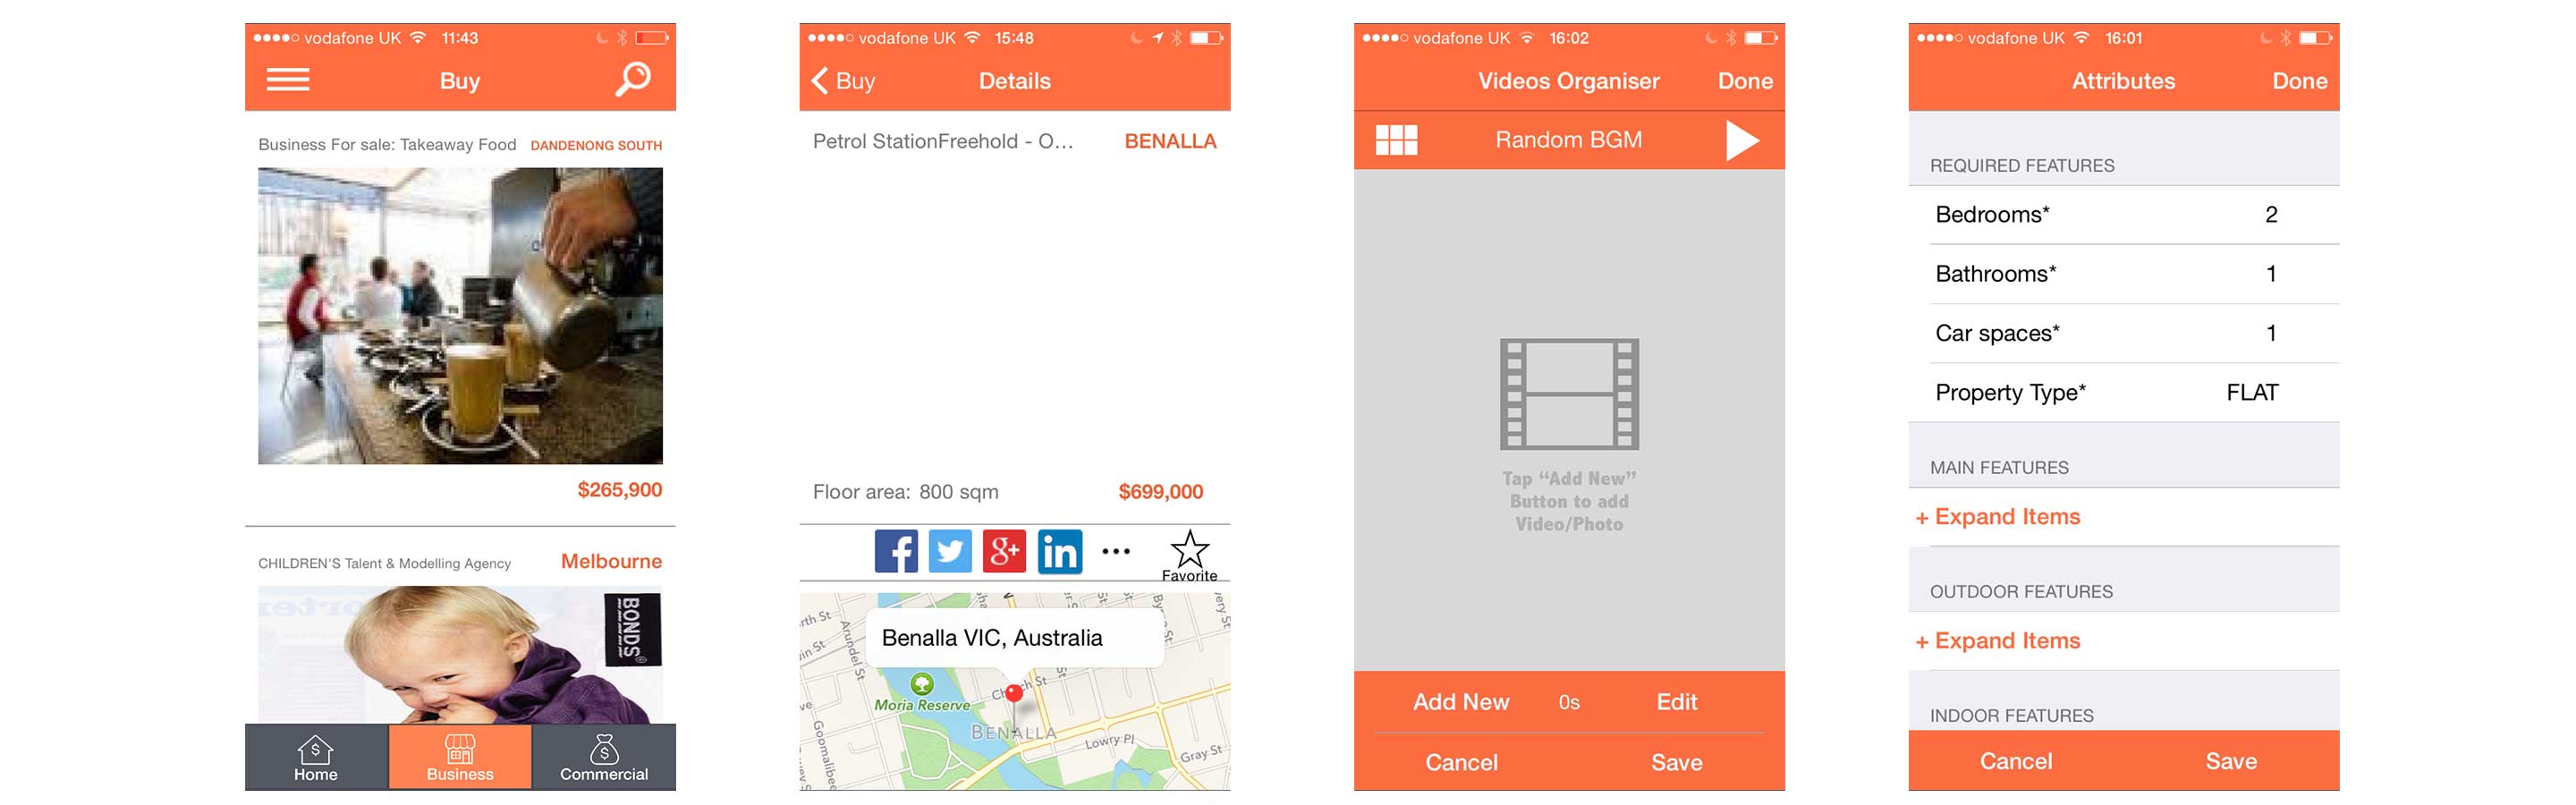 vodafone UK 11:43
Buy
Business For sale: Takeaway Food DANDENONG SOUTH
$265,900
CHILDREN'S Talent & Modelling Agency Melbourne
BONDS
Home Business Commercial
vodafone UK 15:48
Buy Details
Petrol StationFreehold - O... BENALLA
Floor area: 800 sqm $699,000
f g+ in ...
Favorite
Benalla VIC, Australia
Arundel St
Church St
Moria Reserve
BENALLA
Lowry Pl
Gray St
Goomalibee
vodafone UK 16:02
Videos Organiser Done
Random BGM
Tap “Add New”
Button to add
Video/Photo
Add New 0s Edit
Cancel Save
vodafone UK 16:01
Attributes Done
REQUIRED FEATURES
Bedrooms* 2
Bathrooms* 1
Car spaces* 1
Property Type* FLAT
MAIN FEATURES
+ Expand Items
OUTDOOR FEATURES
+ Expand Items
INDOOR FEATURES
Cancel Save